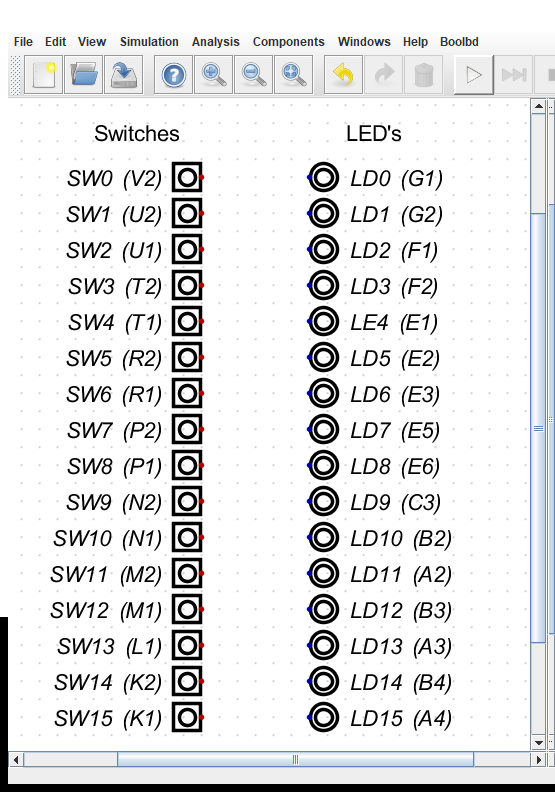 File Edit View Simulation Analysis Components Windows Help Boolbd
Switches LED's
SW0 (V2) LD0 (G1)
SW1 (U2) LD1 (G2)
SW2 (U1) LD2 (F1)
SW3 (T2) LD3 (F2)
SW4 (T1) LE4 (E1)
SW5 (R2) LD5 (E2)
SW6 (R1) LD6 (E3)
SW7 (P2) LD7 (E5)
SW8 (P1) LD8 (E6)
SW9 (N2) LD9 (C3)
SW10 (N1) LD10 (B2)
SW11 (M2) LD11 (A2)
SW12 (M1) LD12 (B3)
SW13 (L1) LD13 (A3)
SW14 (K2) LD14 (B4)
SW15 (K1) LD15 (A4)